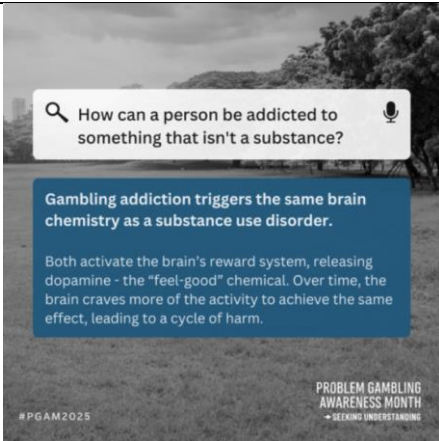 How can a person be addicted to
something that isn't a substance?
Gambling addiction triggers the same brain
chemistry as a substance use disorder.
Both activate the brain's reward system, releasing
dopamine - the “feel-good” chemical. Over time, the
brain craves more of the activity to achieve the same
effect, leading to a cycle of harm.
PROBLEM GAMBLING
AWARENESS MONTH
SEEKING UNDERSTANDING
#PGAM2025